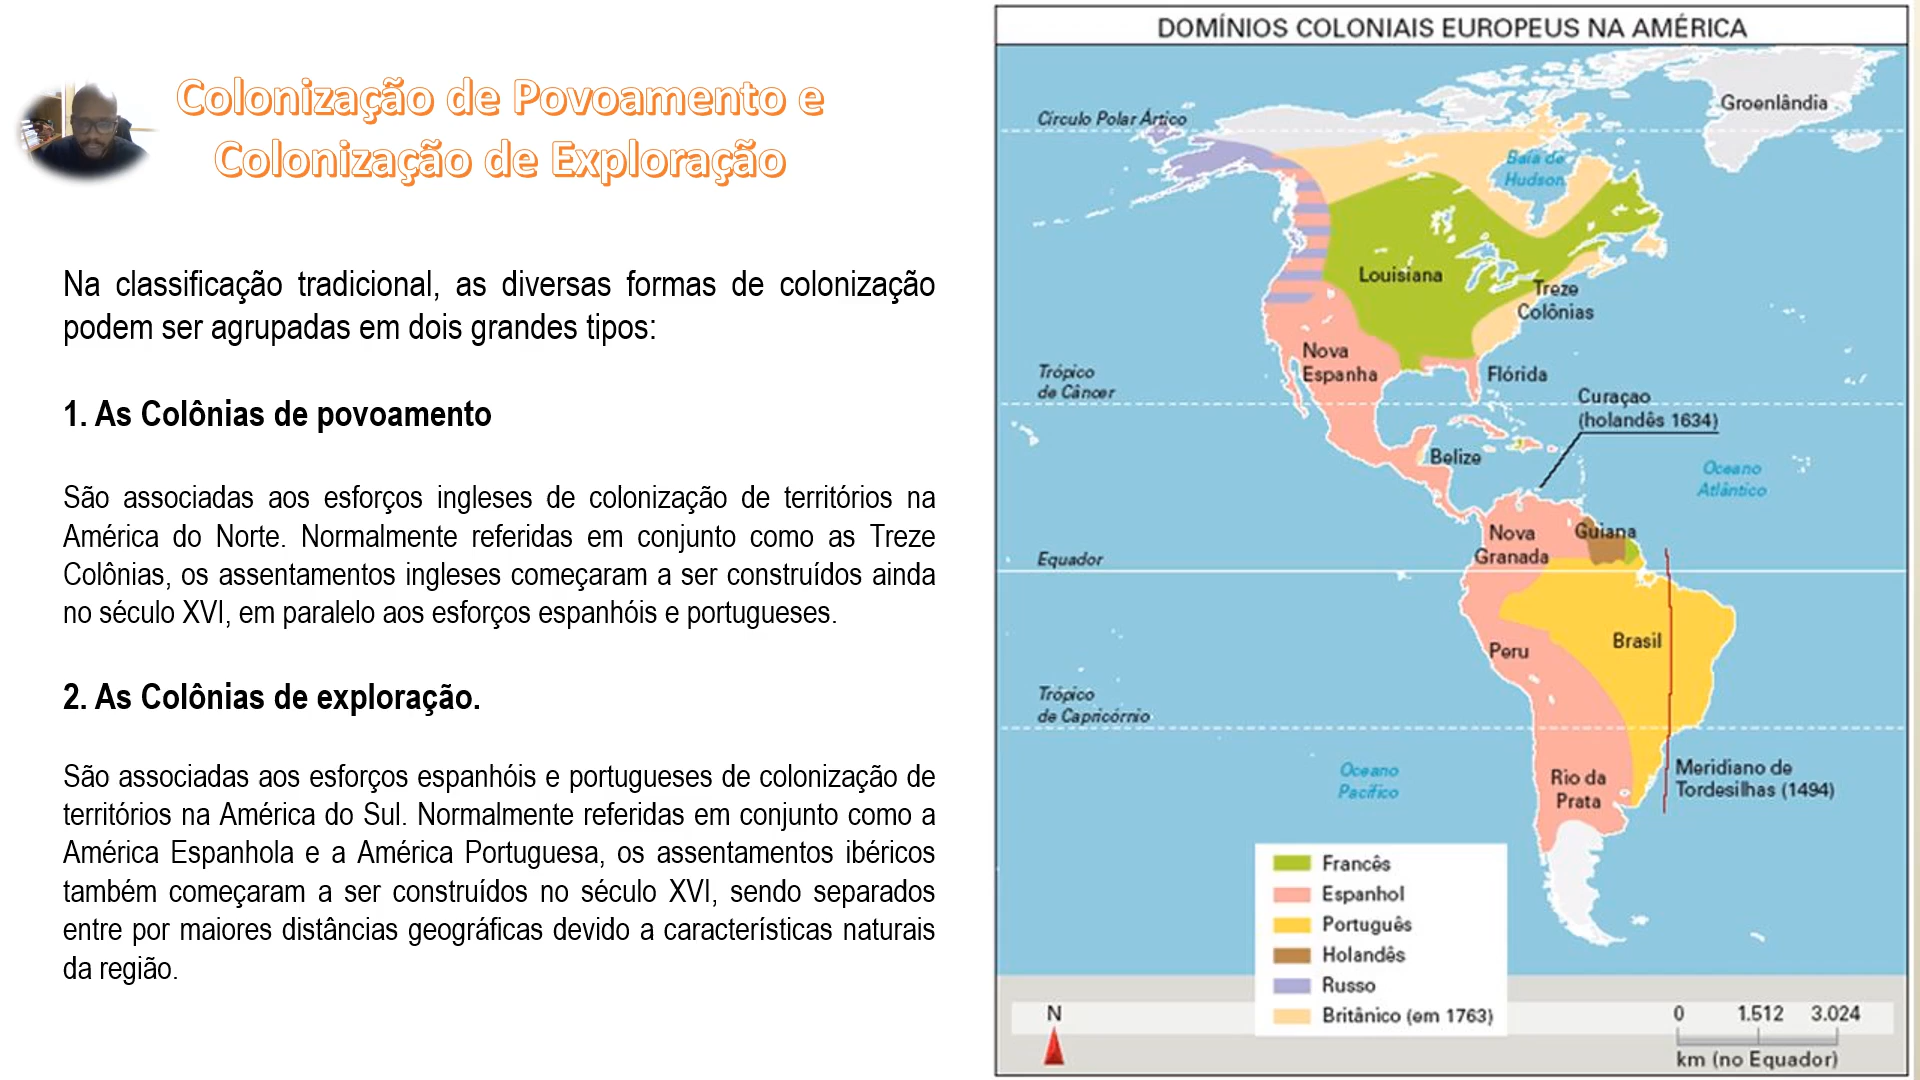 Colonização de Povoamento e
Colonização de Exploração
Na classificação tradicional, as diversas formas de colonização
podem ser agrupadas em dois grandes tipos:
1. As Colônias de povoamento
São associadas aos esforços ingleses de colonização de territórios na
América do Norte. Normalmente referidas em conjunto como as Treze
Colônias, os assentamentos ingleses começaram a ser construídos ainda
no século XVI, em paralelo aos esforços espanhóis e portugueses.
2. As Colônias de exploração.
São associadas aos esforços espanhóis e portugueses de colonização de
territórios na América do Sul. Normalmente referidas em conjunto como a
América Espanhola e a América Portuguesa, os assentamentos ibéricos
também começaram a ser construídos no século XVI, sendo separados
entre por maiores distâncias geográficas devido a características naturais
da região.
DOMÍNIOS COLONIAIS EUROPEUS NA AMÉRICA
Groenlândia
Círculo Polar Ártico
Baía de
Hudson
Louisiana
Treze
Colônias
Nova
Espanha
Flórida
Trópico
de Câncer
Curaçao
(holandês 1634)
Belize
Oceano
Atlântico
Nova
Granada
Guiana
Equador
Brasil
Peru
Trópico
de Capricórnio
Oceano
Pacífico
Rio da
Prata
Meridiano de
Tordesilhas (1494)
Francês
Espanhol
Português
Holandês
Russo
Britânico (em 1763)
N
0 1.512 3.024
km (no Equador)